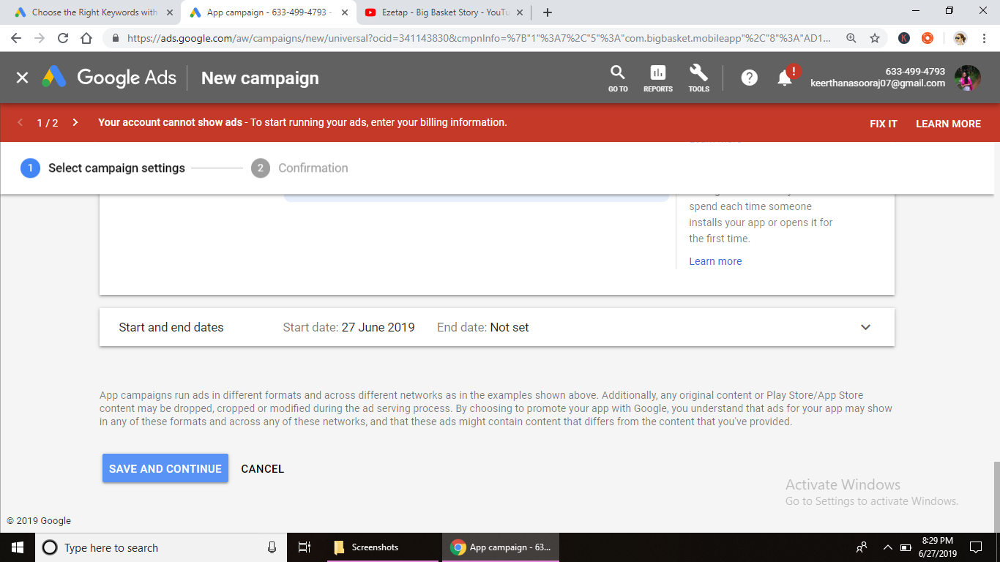 Choose the Right Keywords with
App campaign - 633-499-4793 -
Ezetap - Big Basket Story - YouTu
https://ads.google.com/aw/campaigns/new/universal?ocid=341143830&cmpnInfo=%7B"1"%3A7%2C"5"%3A"com.bigbasket.mobileapp"%2C"8"%3A"AD1...
K
Google Ads
New campaign
GO TO
REPORTS
TOOLS
?
!
633-499-4793
keerthanasooraj07@gmail.com
1 / 2
Your account cannot show ads - To start running your ads, enter your billing information.
FIX IT
LEARN MORE
1 Select campaign settings
2 Confirmation
spend each time someone
installs your app or opens it for
the first time.
Learn more
Start and end dates
Start date: 27 June 2019
End date: Not set
App campaigns run ads in different formats and across different networks as in the examples shown above. Additionally, any original content or Play Store/App Store
content may be dropped, cropped or modified during the ad serving process. By choosing to promote your app with Google, you understand that ads for your app may show
in any of these formats and across any of these networks, and that these ads might contain content that differs from the content that you've provided.
SAVE AND CONTINUE
CANCEL
Activate Windows
Go to Settings to activate Windows.
© 2019 Google
Type here to search
Screenshots
App campaign - 63...
8:29 PM
6/27/2019